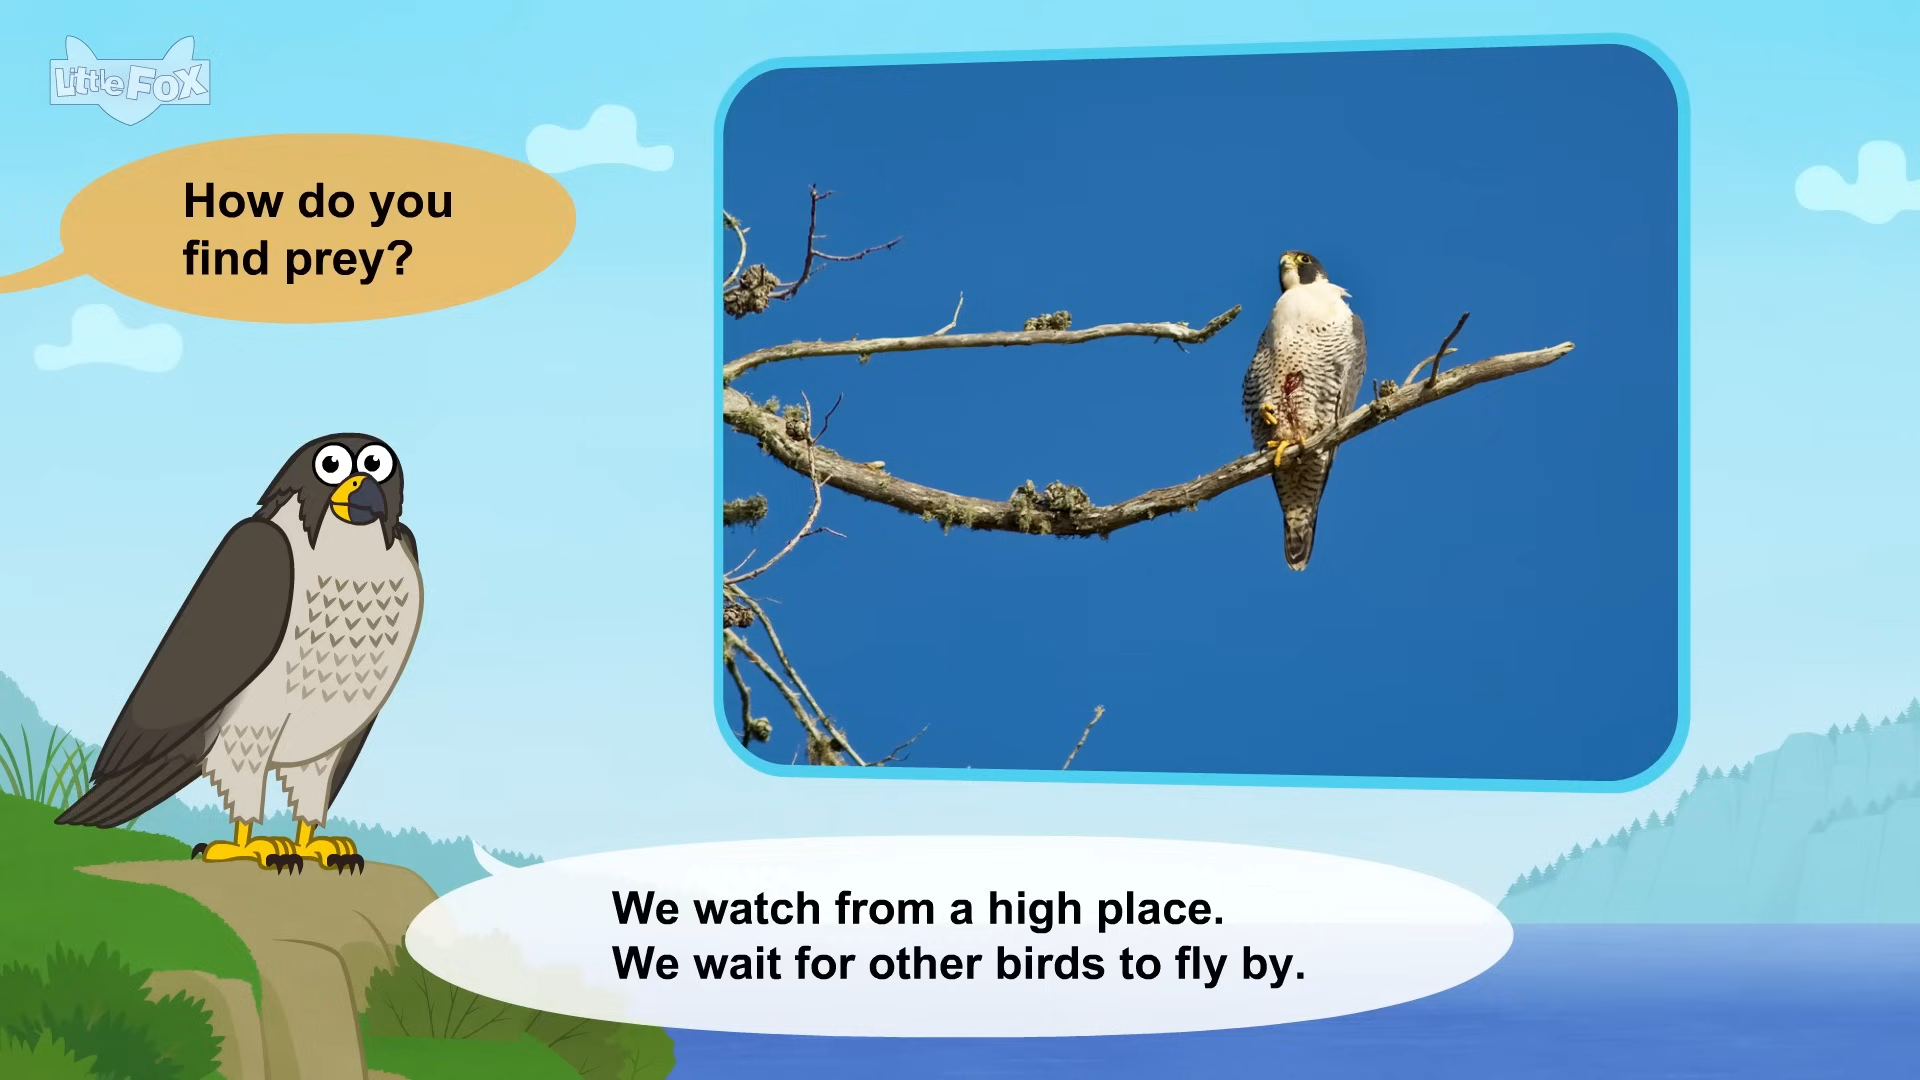 Little Fox
How do you
find prey?
We watch from a high place.
We wait for other birds to fly by.